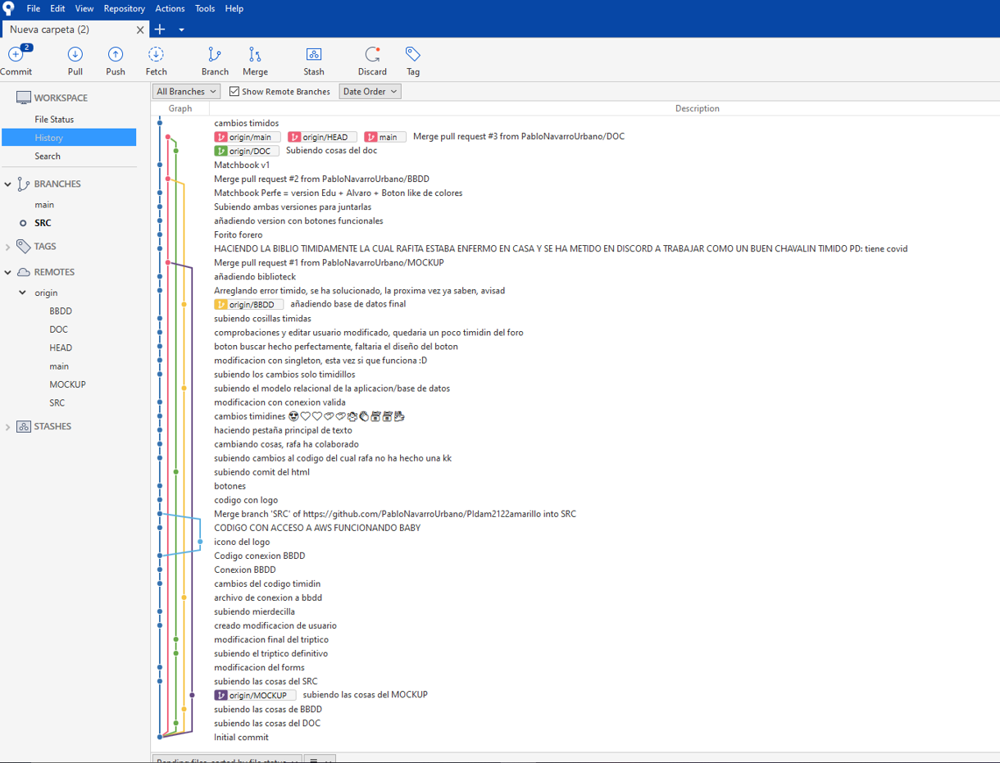 File Edit View Repository Actions Tools Help
Nueva carpeta (2)
2
Commit Pull Push Fetch Branch Merge Stash Discard Tag
WORKSPACE
File Status
History
Search
BRANCHES
main
SRC
TAGS
REMOTES
origin
BBDD
DOC
HEAD
main
MOCKUP
SRC
STASHES
All Branches Show Remote Branches Date Order
Graph Description
cambios timidos
origin/main origin/HEAD main Merge pull request #3 from PabloNavarroUrbano/DOC
origin/DOC Subiendo cosas del doc
Matchbook v1
Merge pull request #2 from PabloNavarroUrbano/BBDD
Matchbook Perfe = version Edu + Alvaro + Boton like de colores
Subiendo ambas versiones para juntarlas
añadiendo version con botones funcionales
Forito forero
HACIENDO LA BIBLIO TIMIDAMENTE LA CUAL RAFITA ESTABA ENFERMO EN CASA Y SE HA METIDO EN DISCORD A TRABAJAR COMO UN BUEN CHAVALIN TIMIDO PD: tiene covid
Merge pull request #1 from PabloNavarroUrbano/MOCKUP
añadiendo biblioteck
Arreglando error timido, se ha solucionado, la proxima vez ya saben, avisad
origin/BBDD añadiendo base de datos final
subiendo cosillas timidas
comprobaciones y editar usuario modificado, quedaria un poco timidin del foro
boton buscar hecho perfectamente, faltaria el diseño del boton
modificacion con singleton, esta vez si que funciona :D
subiendo los cambios solo timidillos
subiendo el modelo relacional de la aplicacion/base de datos
modificacion con conexion valida
cambios timidines
haciendo pestaña principal de texto
cambiando cosas, rafa ha colaborado
subiendo cambios al codigo del cual rafa no ha hecho una kk
subiendo comit del html
botones
codigo con logo
Merge branch 'SRC' of https://github.com/PabloNavarroUrbano/PIdam2122amarillo into SRC
CODIGO CON ACCESO A AWS FUNCIONANDO BABY
icono del logo
Codigo conexion BBDD
Conexion BBDD
cambios del codigo timidin
archivo de conexion a bbdd
subiendo mierdecilla
creado modificacion de usuario
modificacion final del triptico
subiendo el triptico definitivo
modificacion del forms
subiendo las cosas del SRC
origin/MOCKUP subiendo las cosas del MOCKUP
subiendo las cosas de BBDD
subiendo las cosas del DOC
Initial commit
Pending files, sorted by file status